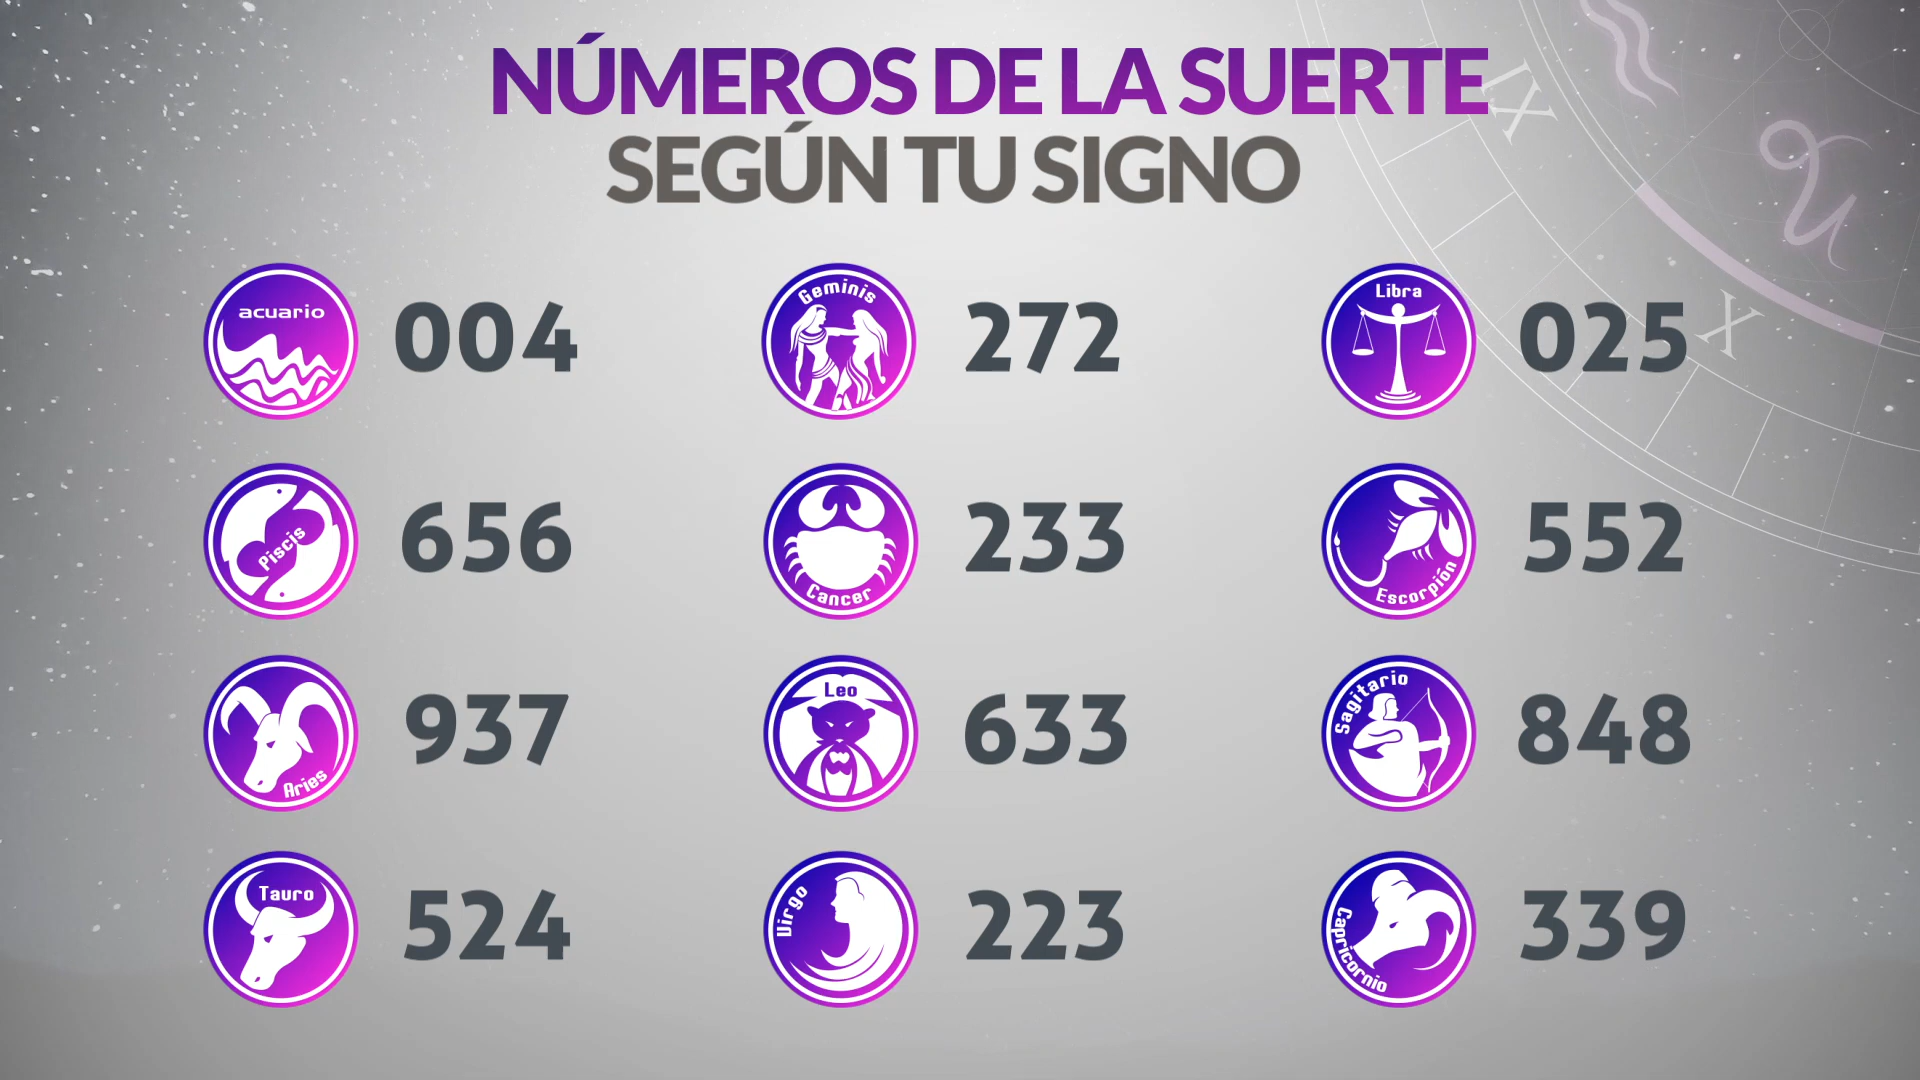 NÚMEROS DE LA SUERTE
SEGÚN TU SIGNO
acuario 004
Geminis 272
Libra 025
Piscis 656
Cancer 233
Escorpión 552
Aries 937
Leo 633
Sagitario 848
Tauro 524
Virgo 223
Capricornio 339
X
X